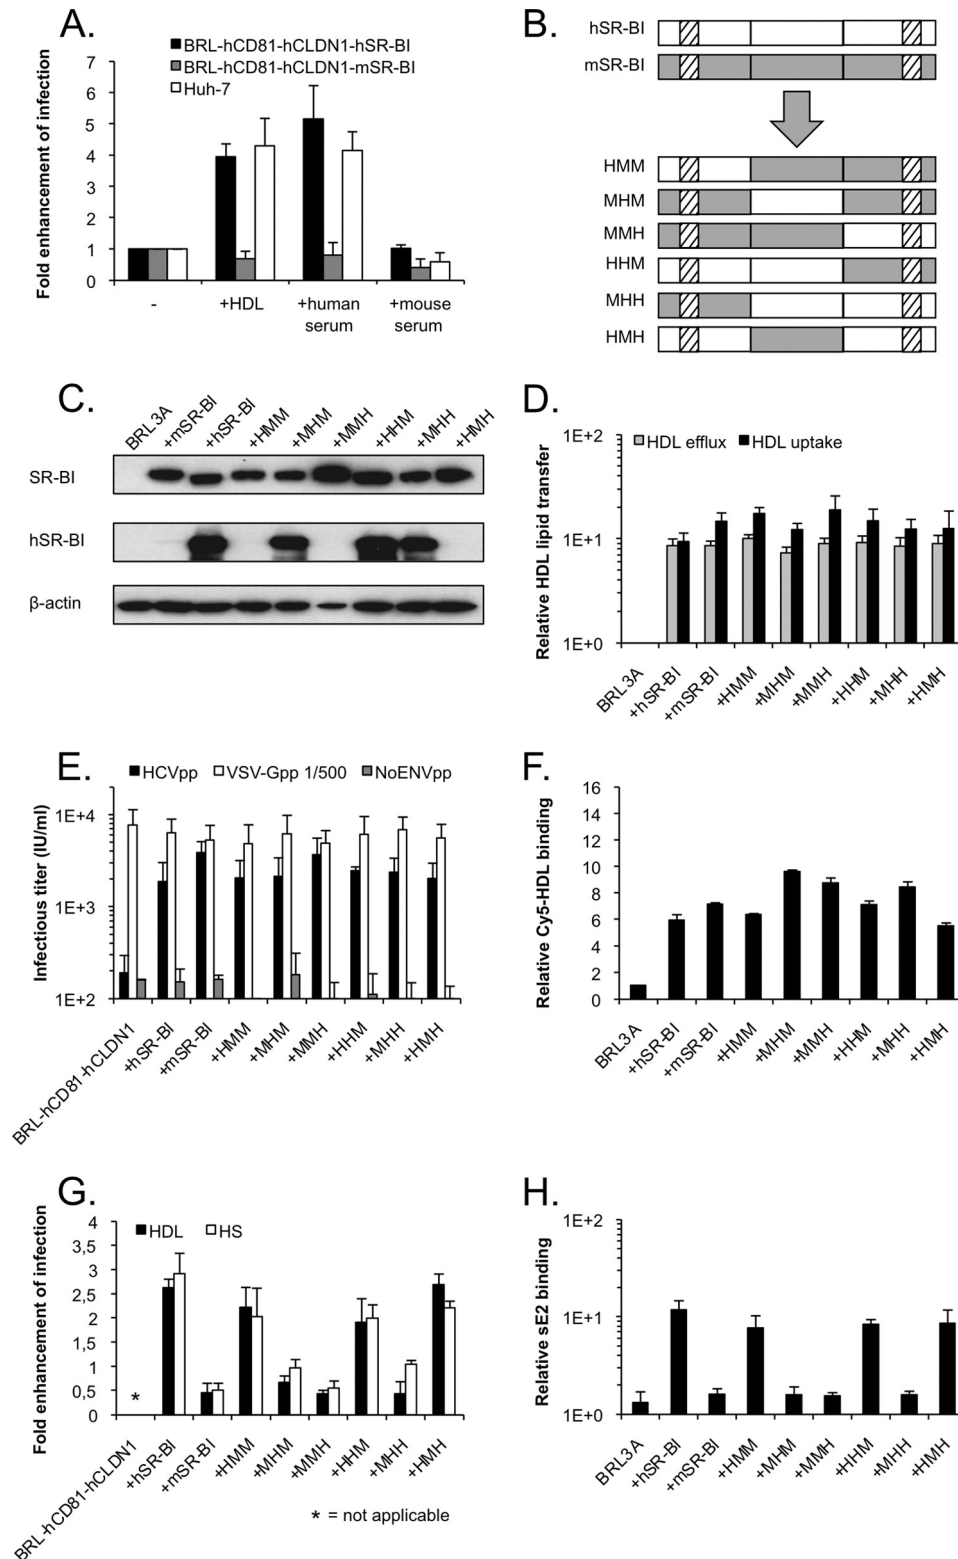 A.
BRL-hCD81-hCLDN1-hSR-BI
BRL-hCD81-hCLDN1-mSR-BI
Huh-7
Fold enhancement of infection
7
6
5
4
3
2
1
0
-
+HDL
+human serum
+mouse serum
B.
hSR-BI
mSR-BI
HMM
MHM
MMH
HHM
MHH
HMH
C.
BRL3A
+mSR-BI
+hSR-BI
+HMM
+MHM
+MMH
+HHM
+MHH
+HMH
SR-BI
hSR-BI
β-actin
D.
HDL efflux
HDL uptake
Relative HDL lipid transfer
1E+2
1E+1
1E+0
BRL3A
+hSR-BI
+mSR-BI
+HMM
+MHM
+MMH
+HHM
+MHH
+HMH
E.
HCVpp
VSV-Gpp 1/500
NoENVpp
Infectious titer (IU/ml)
1E+4
1E+3
1E+2
BRL-hCD81-hCLDN1
+hSR-BI
+mSR-BI
+HMM
+MHM
+MMH
+HHM
+MHH
+HMH
F.
Relative Cy5-HDL binding
16
14
12
10
8
6
4
2
0
BRL3A
+hSR-BI
+mSR-BI
+HMM
+MHM
+MMH
+HHM
+MHH
+HMH
G.
HDL
HS
Fold enhancement of infection
4
3,5
3
2,5
2
1,5
1
0,5
0
*
BRL-hCD81-hCLDN1
+hSR-BI
+mSR-BI
+HMM
+MHM
+MMH
+HHM
+MHH
+HMH
* = not applicable
H.
Relative sE2 binding
1E+2
1E+1
1E+0
BRL3A
+hSR-BI
+mSR-BI
+HMM
+MHM
+MMH
+HHM
+MHH
+HMH